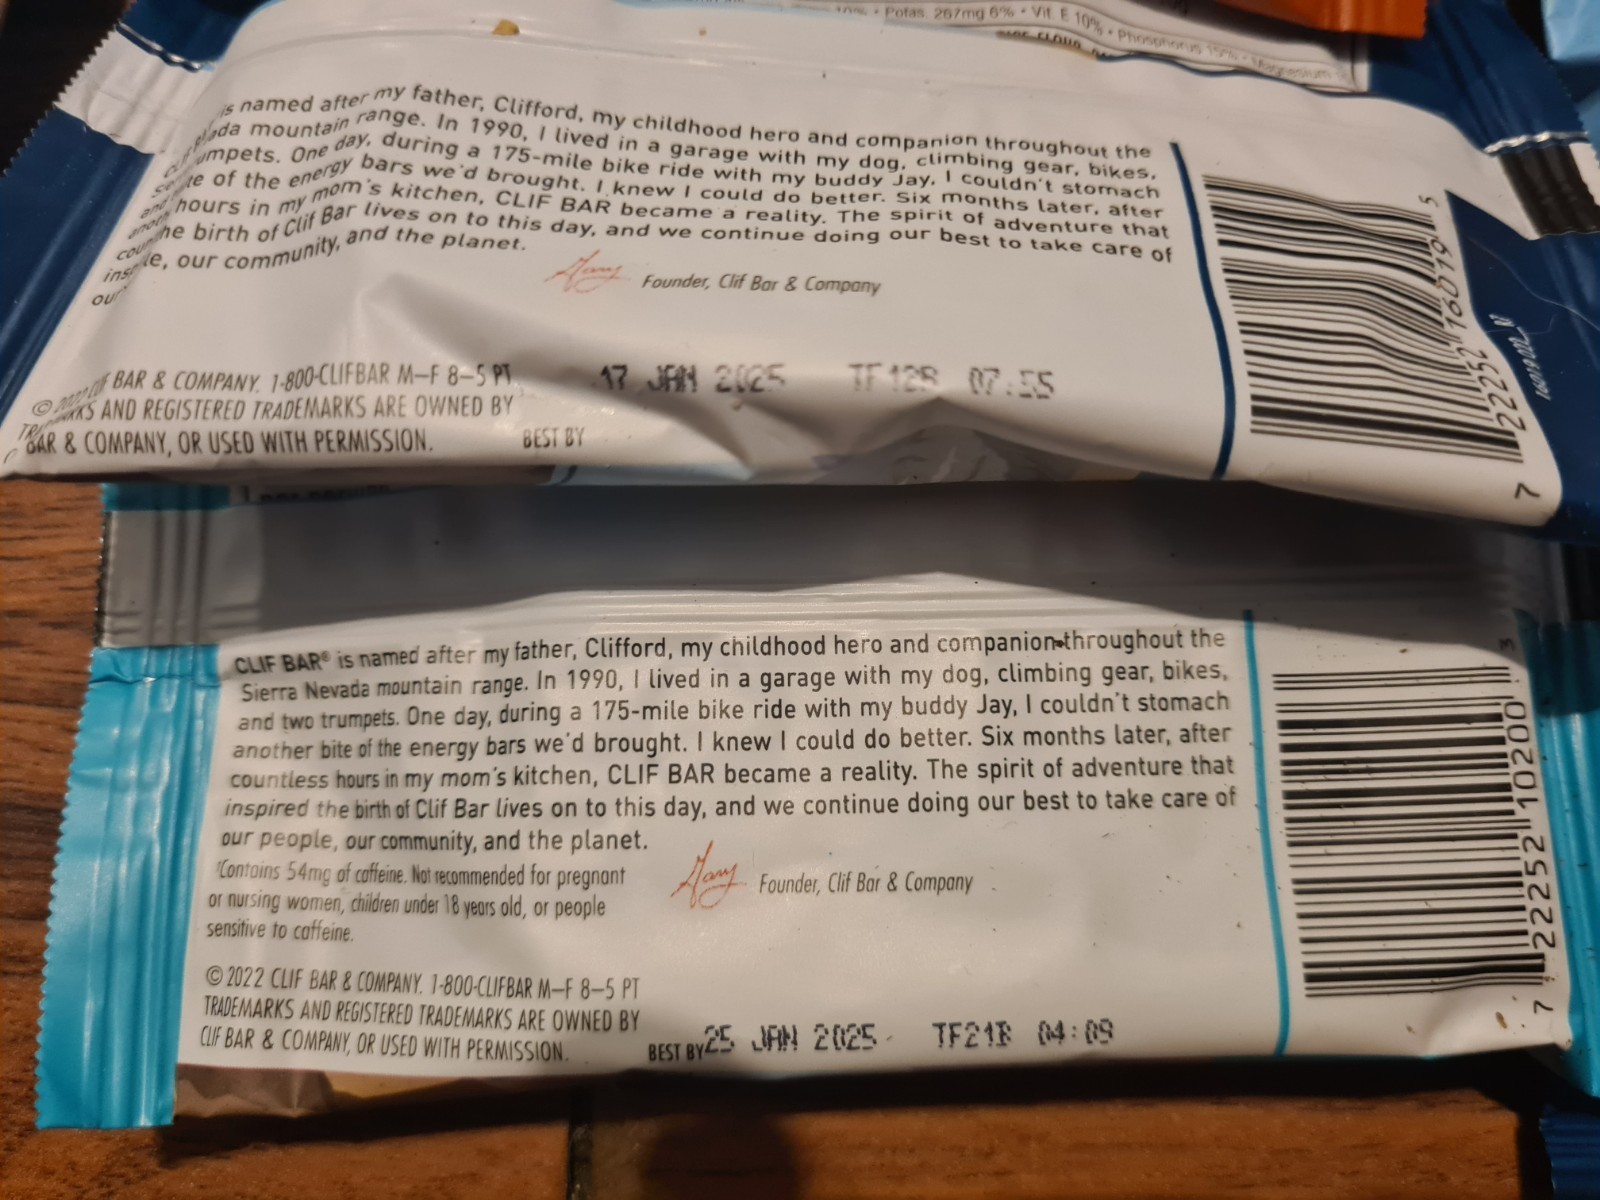 10% • Potas. 267mg 6% • Vit. E 10% • Phosphorus 15% • Magnesium
is named after my father, Clifford, my childhood hero and companion throughout the
mountain range. In 1990, I lived in a garage with my dog, climbing gear, bikes,
One day, during a 175-mile bike ride with my buddy Jay, I couldn't stomach
of the energy bars we'd brought. I knew I could do better. Six months later, after
hours in my mom's kitchen, CLIF BAR became a reality. The spirit of adventure that
the birth of Clif Bar lives on to this day, and we continue doing our best to take care of
our community, and the planet.
Gary Founder, Clif Bar & Company
© 2022 CLIF BAR & COMPANY. 1-800-CLIFBAR M–F 8–5 PT
AND REGISTERED TRADEMARKS ARE OWNED BY
BAR & COMPANY, OR USED WITH PERMISSION.
BEST BY 17 JAN 2025 TF12B 07:55
7 22252 16019 5
CLIF BAR® is named after my father, Clifford, my childhood hero and companion throughout the
Sierra Nevada mountain range. In 1990, I lived in a garage with my dog, climbing gear, bikes,
and two trumpets. One day, during a 175-mile bike ride with my buddy Jay, I couldn't stomach
another bite of the energy bars we'd brought. I knew I could do better. Six months later, after
countless hours in my mom's kitchen, CLIF BAR became a reality. The spirit of adventure that
inspired the birth of Clif Bar lives on to this day, and we continue doing our best to take care of
our people, our community, and the planet.
Gary Founder, Clif Bar & Company
†Contains 54mg of caffeine. Not recommended for pregnant
or nursing women, children under 18 years old, or people
sensitive to caffeine.
© 2022 CLIF BAR & COMPANY. 1-800-CLIFBAR M–F 8–5 PT
TRADEMARKS AND REGISTERED TRADEMARKS ARE OWNED BY
CLIF BAR & COMPANY, OR USED WITH PERMISSION.
BEST BY 25 JAN 2025 TF21B 04:09
7 22252 10200 3